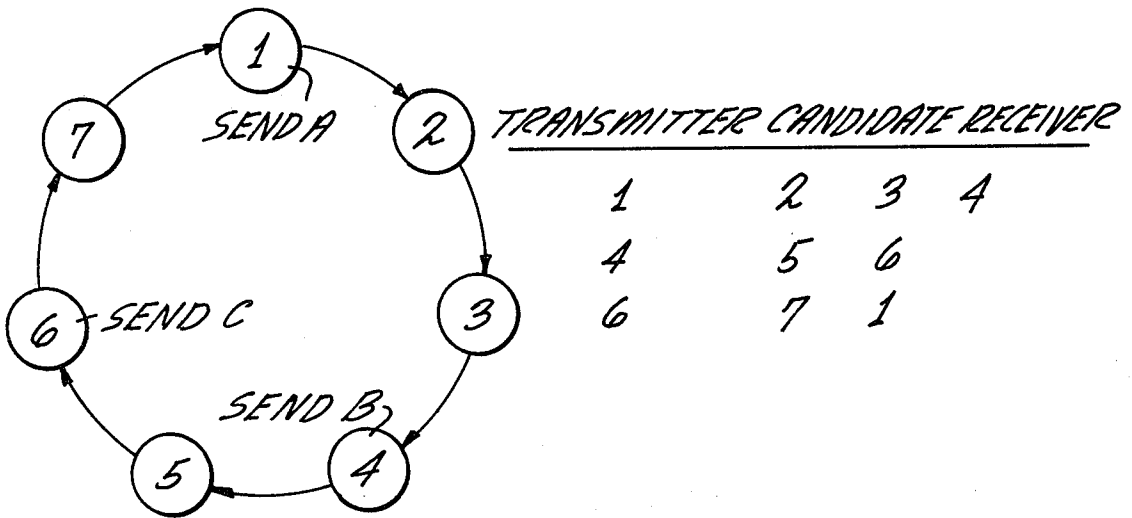 1
SEND A
2
7
TRANSMITTER CANDIDATE RECEIVER
1 2 3 4
4 5 6
6 7 1
3
6
SEND C
SEND B
4
5